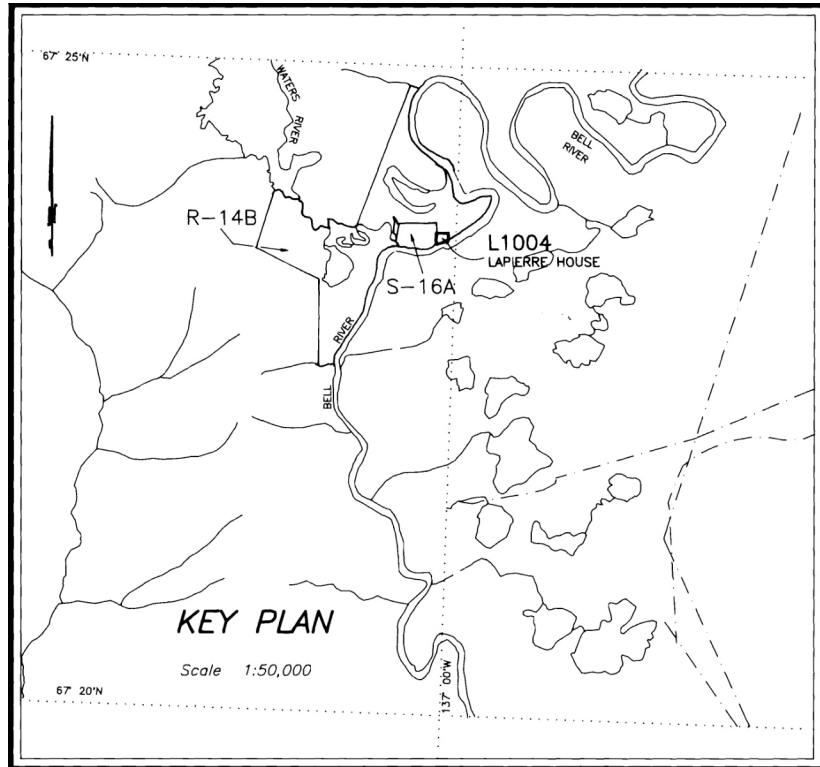 67° 25'N
WATERS
RIVER
BELL
RIVER
R-14B
L1004
LAPIERRE HOUSE
S-16A
RIVER
BELL
KEY PLAN
Scale 1:50,000
67° 20'N
137° 00'W